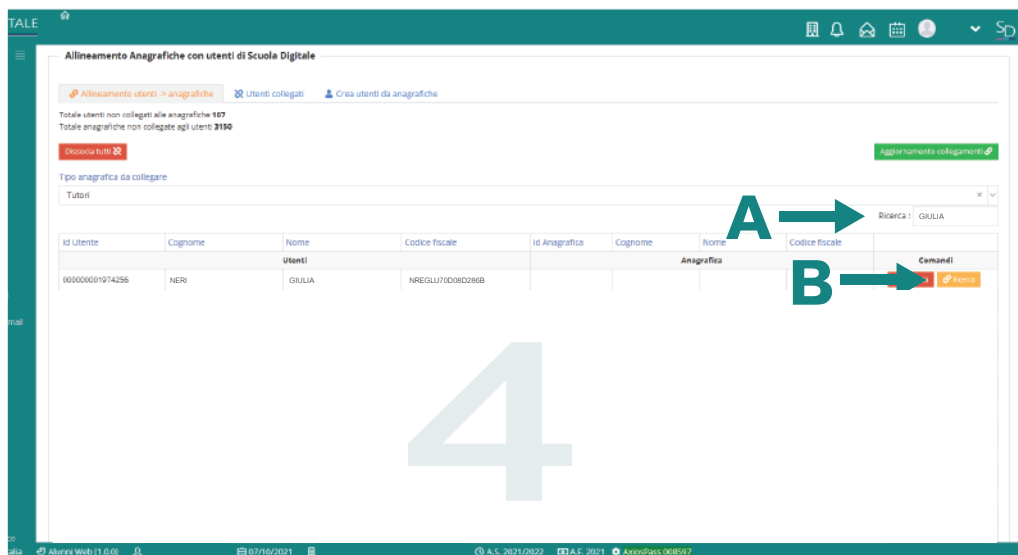 TALE
SD
Allineamento Anagrafiche con utenti di Scuola Digitale
Allineamento utenti -> anagrafiche Utenti collegati Crea utenti da anagrafiche
Totale utenti non collegati alle anagrafiche 107
Totale anagrafiche non collegate agli utenti 3150
Dissocia tutti Aggiornamento collegamenti
Tipo anagrafica da collegare
Tutori
A
Ricerca : GIULIA
Id Utente Cognome Nome Codice fiscale Id Anagrafica Cognome Nome Codice fiscale
Utenti Anagrafica Comandi
B
000000001974256 NERI GIULIA NREGLU70D08D286B Ricerca
mail
4
co
alia Alunni Web (1.0.0) 07/10/2021 A.S. 2021/2022 A.F. 2021 AxiosPass 008597